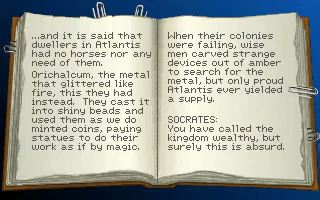 ...and it is said that
dwellers in Atlantis
had no horses nor any
need of them.
Orichalcum, the metal
that glittered like
fire, this they had
instead.  They cast it
into shiny beads and
used them as we do
minted coins, paying
statues to do their
work as if by magic.
When their colonies
were failing, wise
men carved strange
devices out of amber
to search for the
metal, but only proud
Atlantis ever yielded
a supply.
SOCRATES:
You have called the
kingdom wealthy, but
surely this is absurd.